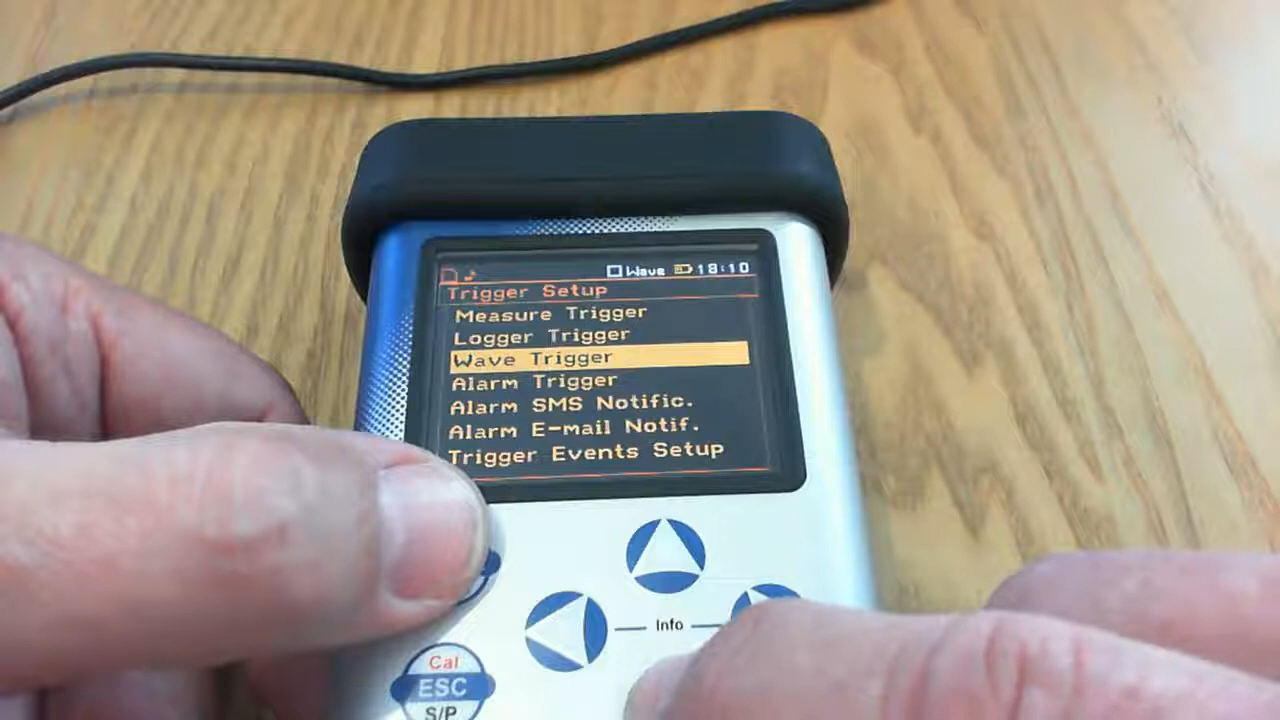 Wave 18:10
Trigger Setup
Measure Trigger
Logger Trigger
Wave Trigger
Alarm Trigger
Alarm SMS Notific.
Alarm E-mail Notif.
Trigger Events Setup
Info
Cal
ESC
S/P